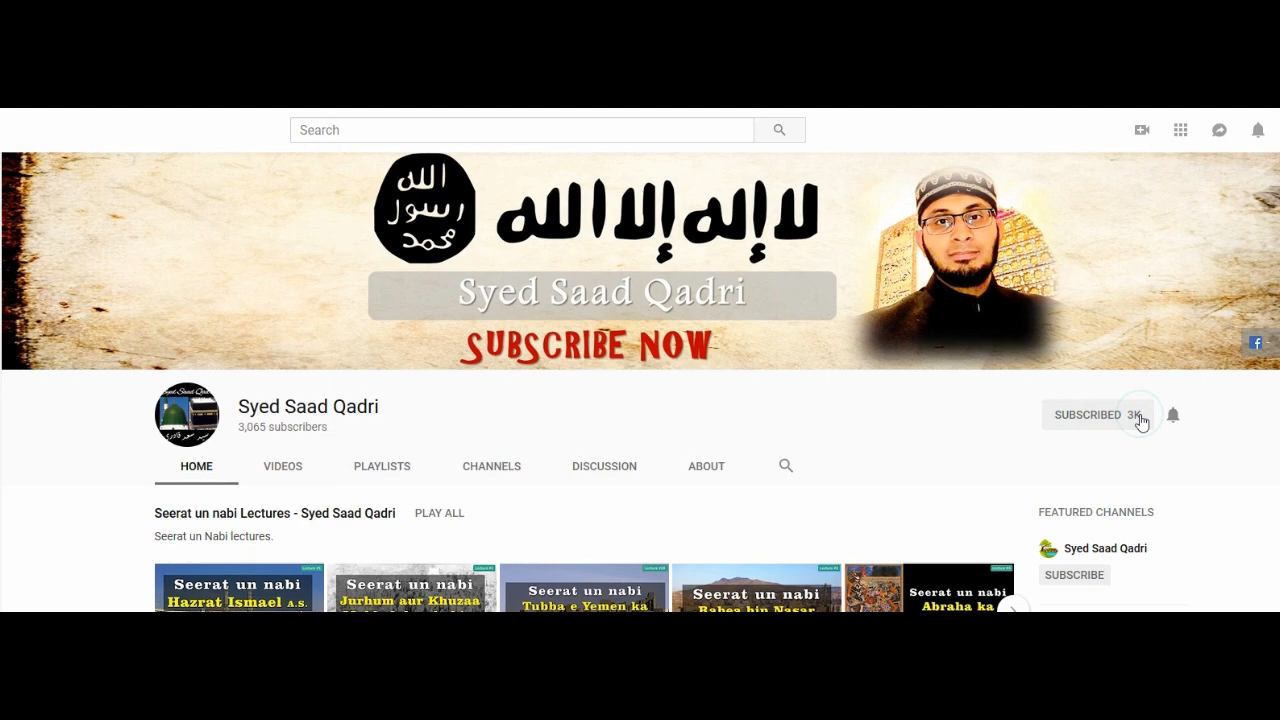 Search
الله
رسول
محمد
لا إله إلا الله
Syed Saad Qadri
SUBSCRIBE NOW
Syed Saad Qadri
3,065 subscribers
SUBSCRIBED 3K
HOME VIDEOS PLAYLISTS CHANNELS DISCUSSION ABOUT
Seerat un nabi Lectures - Syed Saad Qadri PLAY ALL
Seerat un Nabi lectures.
FEATURED CHANNELS
Syed Saad Qadri
SUBSCRIBE
Seerat un nabi
Hazrat Ismael A.S.
Seerat un nabi
Jurhum aur Khuzaa
Seerat un nabi
Tubba e Yemen ka
Seerat un nabi
Rabea bin Nasar
Seerat un nabi
Abraha ka